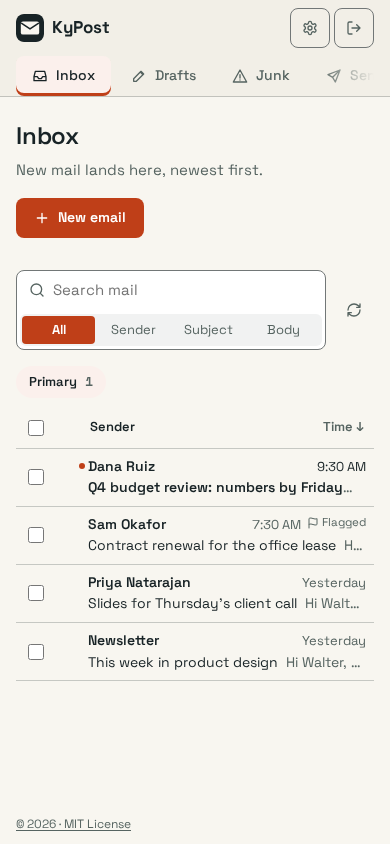 KyPost
Inbox Drafts Junk Ser
Inbox
New mail lands here, newest first.
+ New email
Search mail
All Sender Subject Body
Primary 1
Sender Time ↓
Dana Ruiz 9:30 AM
Q4 budget review: numbers by Friday...
Sam Okafor 7:30 AM Flagged
Contract renewal for the office lease H...
Priya Natarajan Yesterday
Slides for Thursday's client call Hi Walt...
Newsletter Yesterday
This week in product design Hi Walter, ...
© 2026 · MIT License